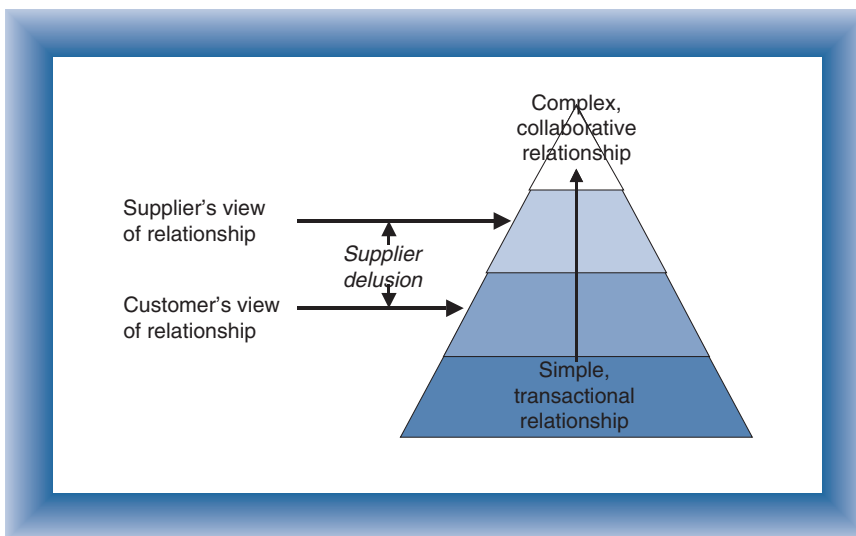 Complex,
collaborative
relationship
Supplier's view
of relationship
Supplier
delusion
Customer's view
of relationship
Simple,
transactional
relationship